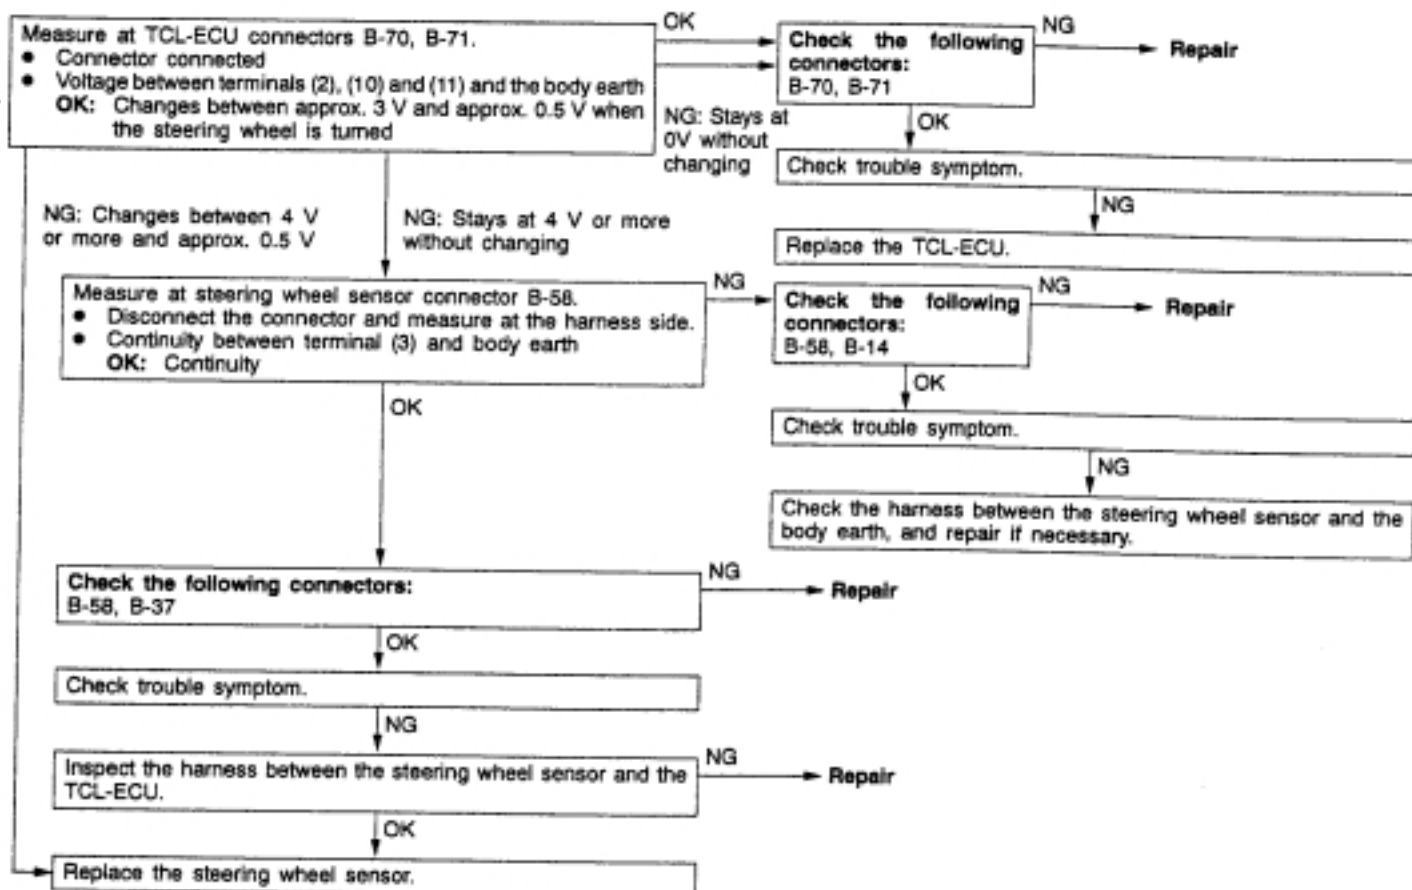 Measure at TCL-ECU connectors B-70, B-71.
● Connector connected
● Voltage between terminals (2), (10) and (11) and the body earth
OK: Changes between approx. 3 V and approx. 0.5 V when
the steering wheel is turned
OK
NG: Stays at
0V without
changing
Check the following
connectors:
B-70, B-71
NG
Repair
OK
Check trouble symptom.
NG
Replace the TCL-ECU.
NG: Changes between 4 V
or more and approx. 0.5 V
NG: Stays at 4 V or more
without changing
Measure at steering wheel sensor connector B-58.
● Disconnect the connector and measure at the harness side.
● Continuity between terminal (3) and body earth
OK: Continuity
NG
Check the following
connectors:
B-58, B-14
NG
Repair
OK
Check trouble symptom.
NG
Check the harness between the steering wheel sensor and the
body earth, and repair if necessary.
OK
Check the following connectors:
B-58, B-37
NG
Repair
OK
Check trouble symptom.
NG
Inspect the harness between the steering wheel sensor and the
TCL-ECU.
NG
Repair
OK
Replace the steering wheel sensor.